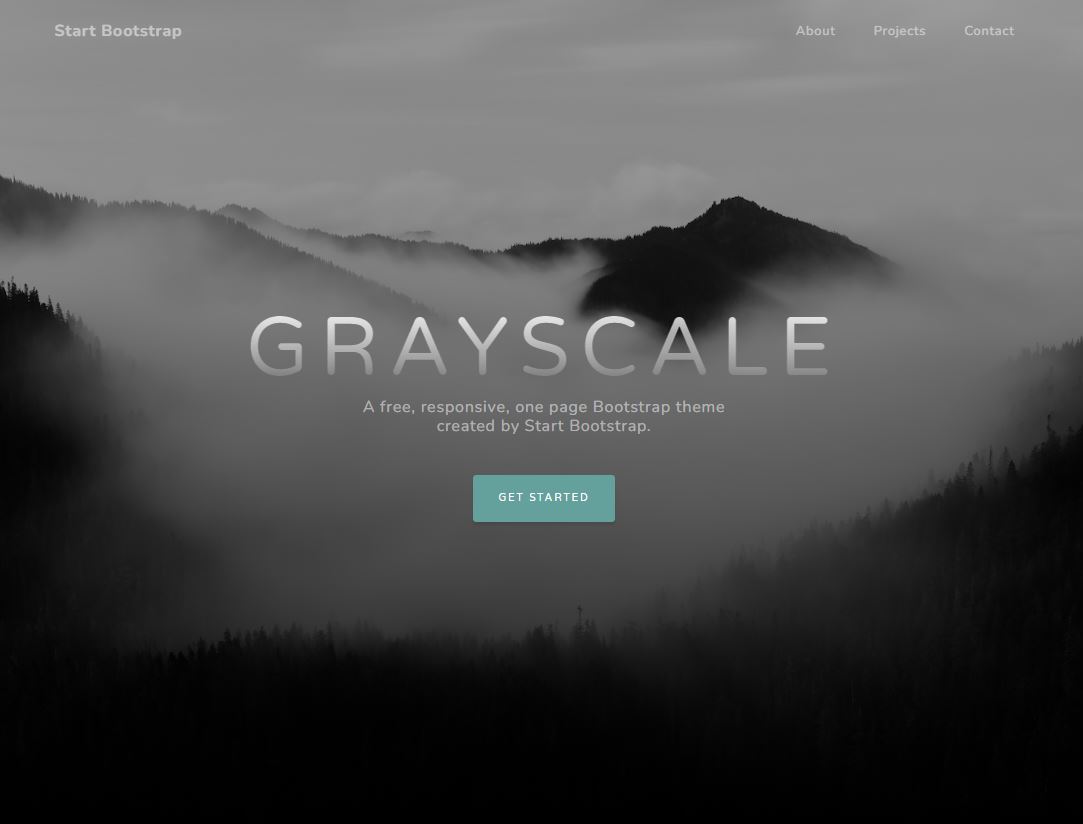 Start Bootstrap
About Projects Contact
GRAYSCALE
A free, responsive, one page Bootstrap theme
created by Start Bootstrap.
GET STARTED